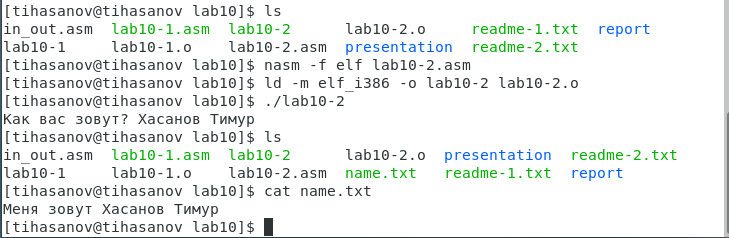 [tihasanov@tihasanov lab10]$ ls
in_out.asm  lab10-1.asm  lab10-2      lab10-2.o     readme-1.txt  report
lab10-1     lab10-1.o    lab10-2.asm  presentation  readme-2.txt
[tihasanov@tihasanov lab10]$ nasm -f elf lab10-2.asm
[tihasanov@tihasanov lab10]$ ld -m elf_i386 -o lab10-2 lab10-2.o
[tihasanov@tihasanov lab10]$ ./lab10-2
Как вас зовут? Хасанов Тимур
[tihasanov@tihasanov lab10]$ ls
in_out.asm  lab10-1.asm  lab10-2      lab10-2.o  presentation  readme-2.txt
lab10-1     lab10-1.o    lab10-2.asm  name.txt   readme-1.txt  report
[tihasanov@tihasanov lab10]$ cat name.txt
Меня зовут Хасанов Тимур
[tihasanov@tihasanov lab10]$